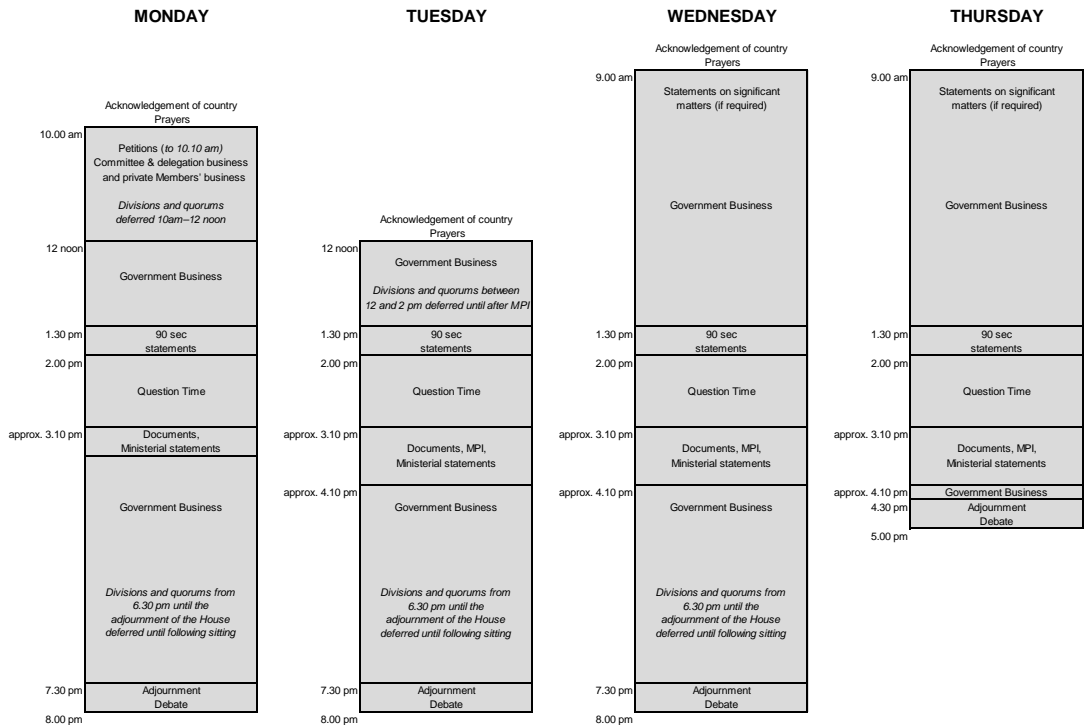 MONDAY
Acknowledgement of country
Prayers
10.00 am
Petitions (to 10.10 am)
Committee & delegation business
and private Members' business
Divisions and quorums
deferred 10am–12 noon
12 noon
Government Business
1.30 pm
90 sec
statements
2.00 pm
Question Time
approx. 3.10 pm
Documents,
Ministerial statements
Government Business
Divisions and quorums from
6.30 pm until the
adjournment of the House
deferred until following sitting
7.30 pm
Adjournment
Debate
8.00 pm
TUESDAY
Acknowledgement of country
Prayers
12 noon
Government Business
Divisions and quorums between
12 and 2 pm deferred until after MPI
1.30 pm
90 sec
statements
2.00 pm
Question Time
approx. 3.10 pm
Documents, MPI,
Ministerial statements
approx. 4.10 pm
Government Business
Divisions and quorums from
6.30 pm until the
adjournment of the House
deferred until following sitting
7.30 pm
Adjournment
Debate
8.00 pm
WEDNESDAY
Acknowledgement of country
Prayers
9.00 am
Statements on significant
matters (if required)
Government Business
1.30 pm
90 sec
statements
2.00 pm
Question Time
approx. 3.10 pm
Documents, MPI,
Ministerial statements
approx. 4.10 pm
Government Business
Divisions and quorums from
6.30 pm until the
adjournment of the House
deferred until following sitting
7.30 pm
Adjournment
Debate
8.00 pm
THURSDAY
Acknowledgement of country
Prayers
9.00 am
Statements on significant
matters (if required)
Government Business
1.30 pm
90 sec
statements
2.00 pm
Question Time
approx. 3.10 pm
Documents, MPI,
Ministerial statements
approx. 4.10 pm
Government Business
4.30 pm
Adjournment
Debate
5.00 pm